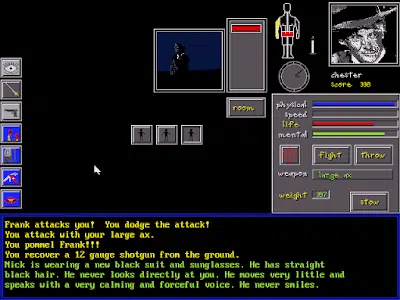 chester
score 390
room
physical
speed
life
mental
fight
throw
weapon
large ax
weight
357
stow
Frank attacks you! You dodge the attack!
You attack with your large ax.
You pommel Frank!!!
You recover a 12 gauge shotgun from the ground.
Mick is wearing a new black suit and sunglasses. He has straight
black hair. He never looks directly at you. He moves very little and
speaks with a very calming and forceful voice. He never smiles.